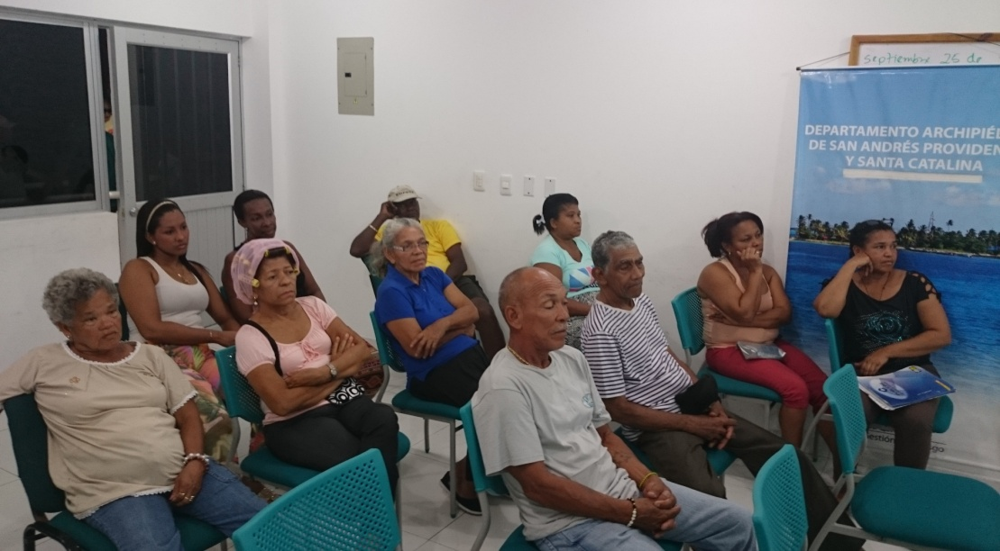 septiembre 26 de
DEPARTAMENTO ARCHIPIÉL
DE SAN ANDRÉS PROVIDEN
Y SANTA CATALINA